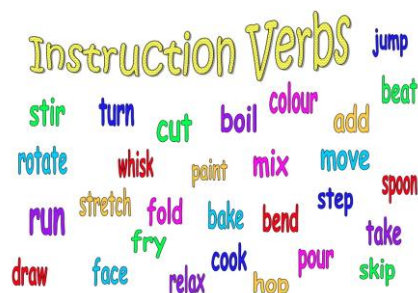 Instruction Verbs
jump
stir turn cut boil colour add beat
rotate whisk paint mix move spoon
run stretch fold bake bend step take
fry
draw face relax cook hop pour skip